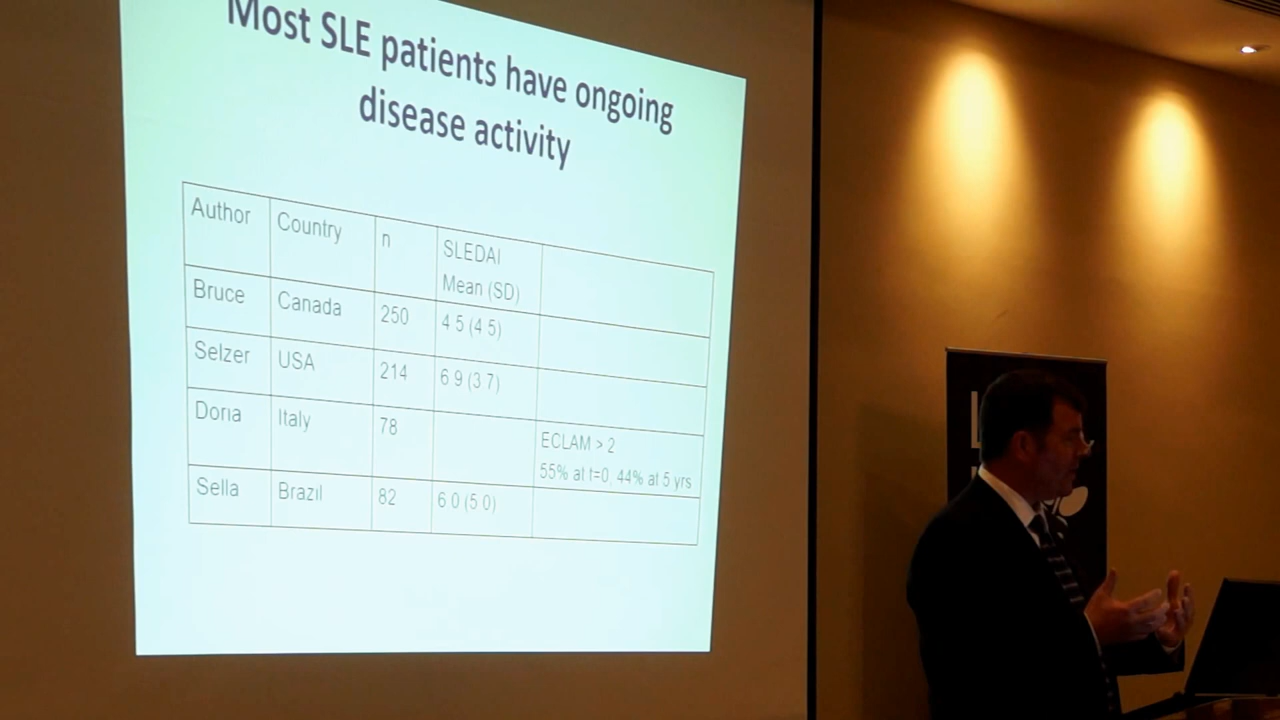 Most SLE patients have ongoing
disease activity
Author Country n SLEDAI
Mean (SD)
Bruce Canada 250 4 5 (4 5)
Selzer USA 214 6 9 (3 7)
Doria Italy 78 ECLAM > 2
55% at t=0, 44% at 5 yrs
Sella Brazil 82 6 0 (5 0)
L